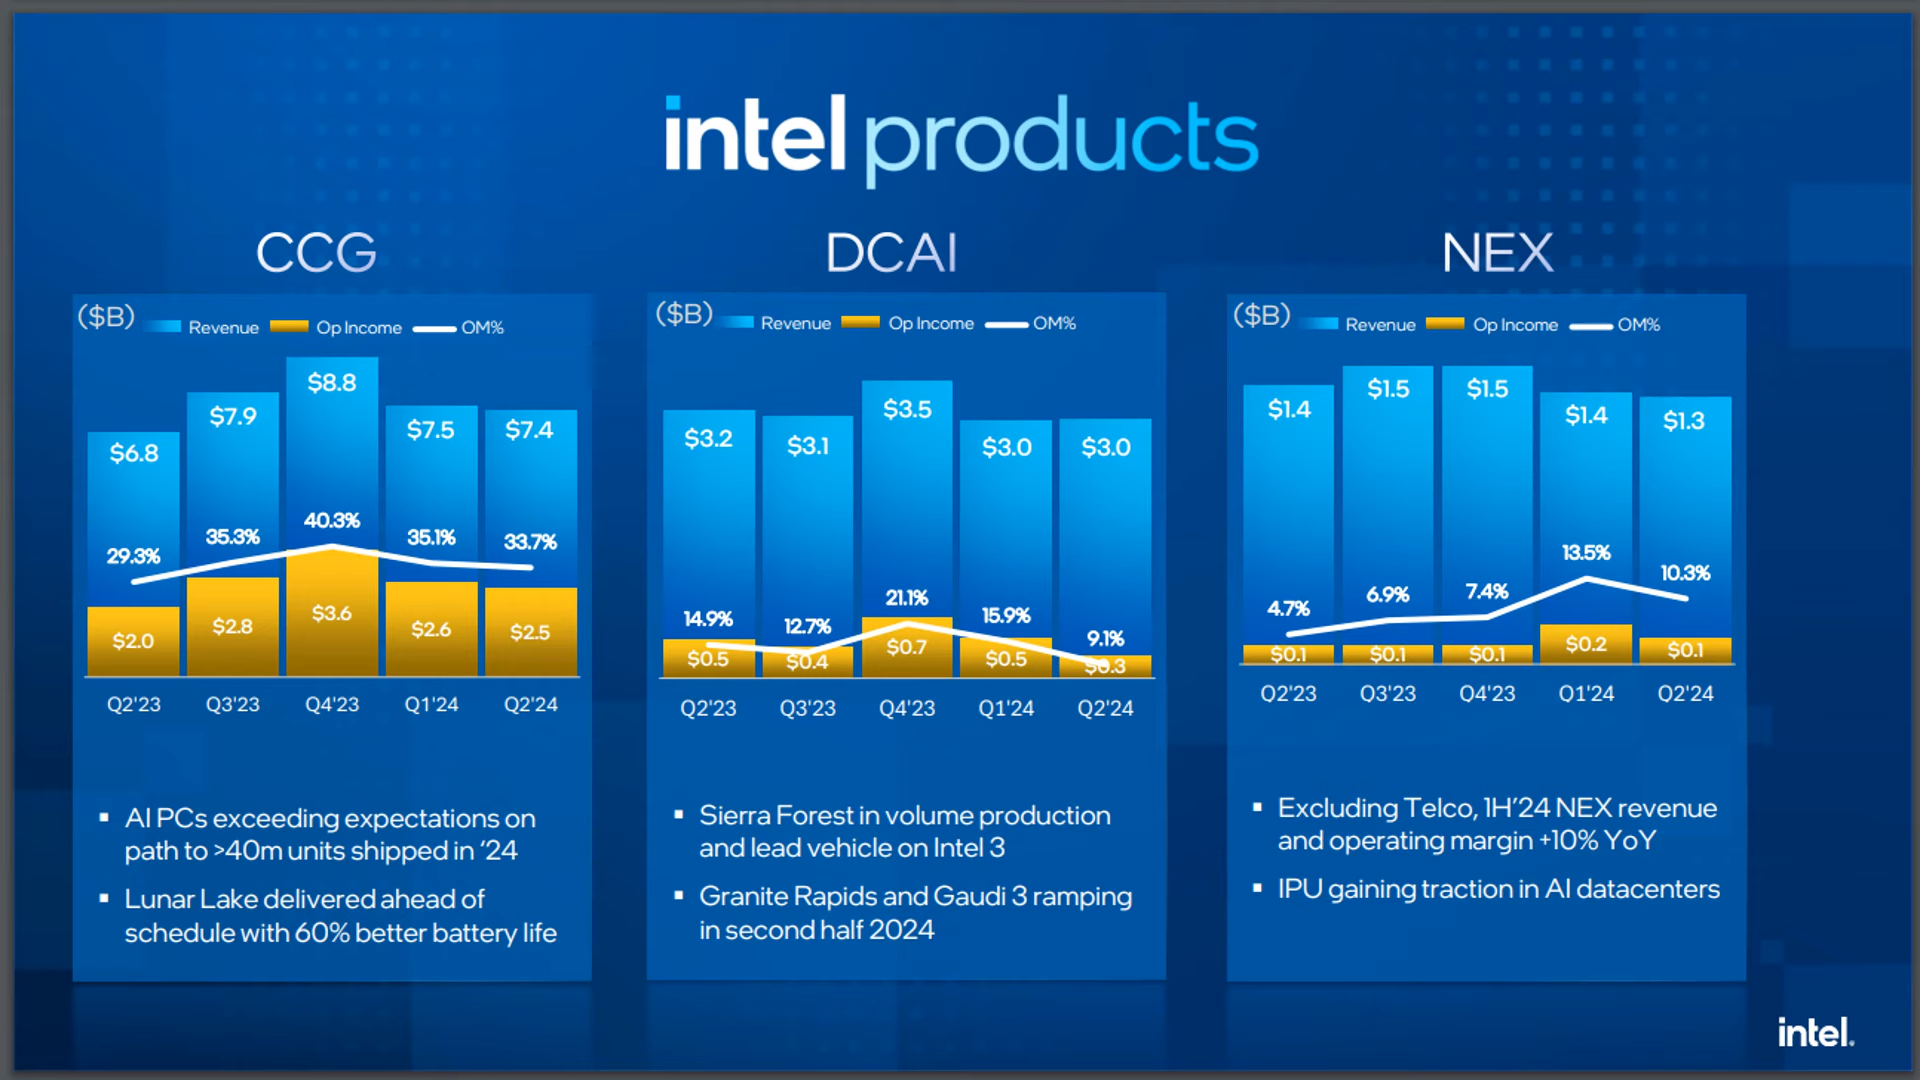 intel products
CCG
($B) Revenue Op Income OM%
$6.8 $7.9 $8.8 $7.5 $7.4
29.3% 35.3% 40.3% 35.1% 33.7%
$2.0 $2.8 $3.6 $2.6 $2.5
Q2'23 Q3'23 Q4'23 Q1'24 Q2'24
▪ AI PCs exceeding expectations on
path to >40m units shipped in ‘24
▪ Lunar Lake delivered ahead of
schedule with 60% better battery life
DCAI
($B) Revenue Op Income OM%
$3.2 $3.1 $3.5 $3.0 $3.0
14.9% 12.7% 21.1% 15.9% 9.1%
$0.5 $0.4 $0.7 $0.5 $0.3
Q2'23 Q3'23 Q4'23 Q1'24 Q2'24
▪ Sierra Forest in volume production
and lead vehicle on Intel 3
▪ Granite Rapids and Gaudi 3 ramping
in second half 2024
NEX
($B) Revenue Op Income OM%
$1.4 $1.5 $1.5 $1.4 $1.3
4.7% 6.9% 7.4% 13.5% 10.3%
$0.1 $0.1 $0.1 $0.2 $0.1
Q2'23 Q3'23 Q4'23 Q1'24 Q2'24
▪ Excluding Telco, 1H’24 NEX revenue
and operating margin +10% YoY
▪ IPU gaining traction in AI datacenters
intel.